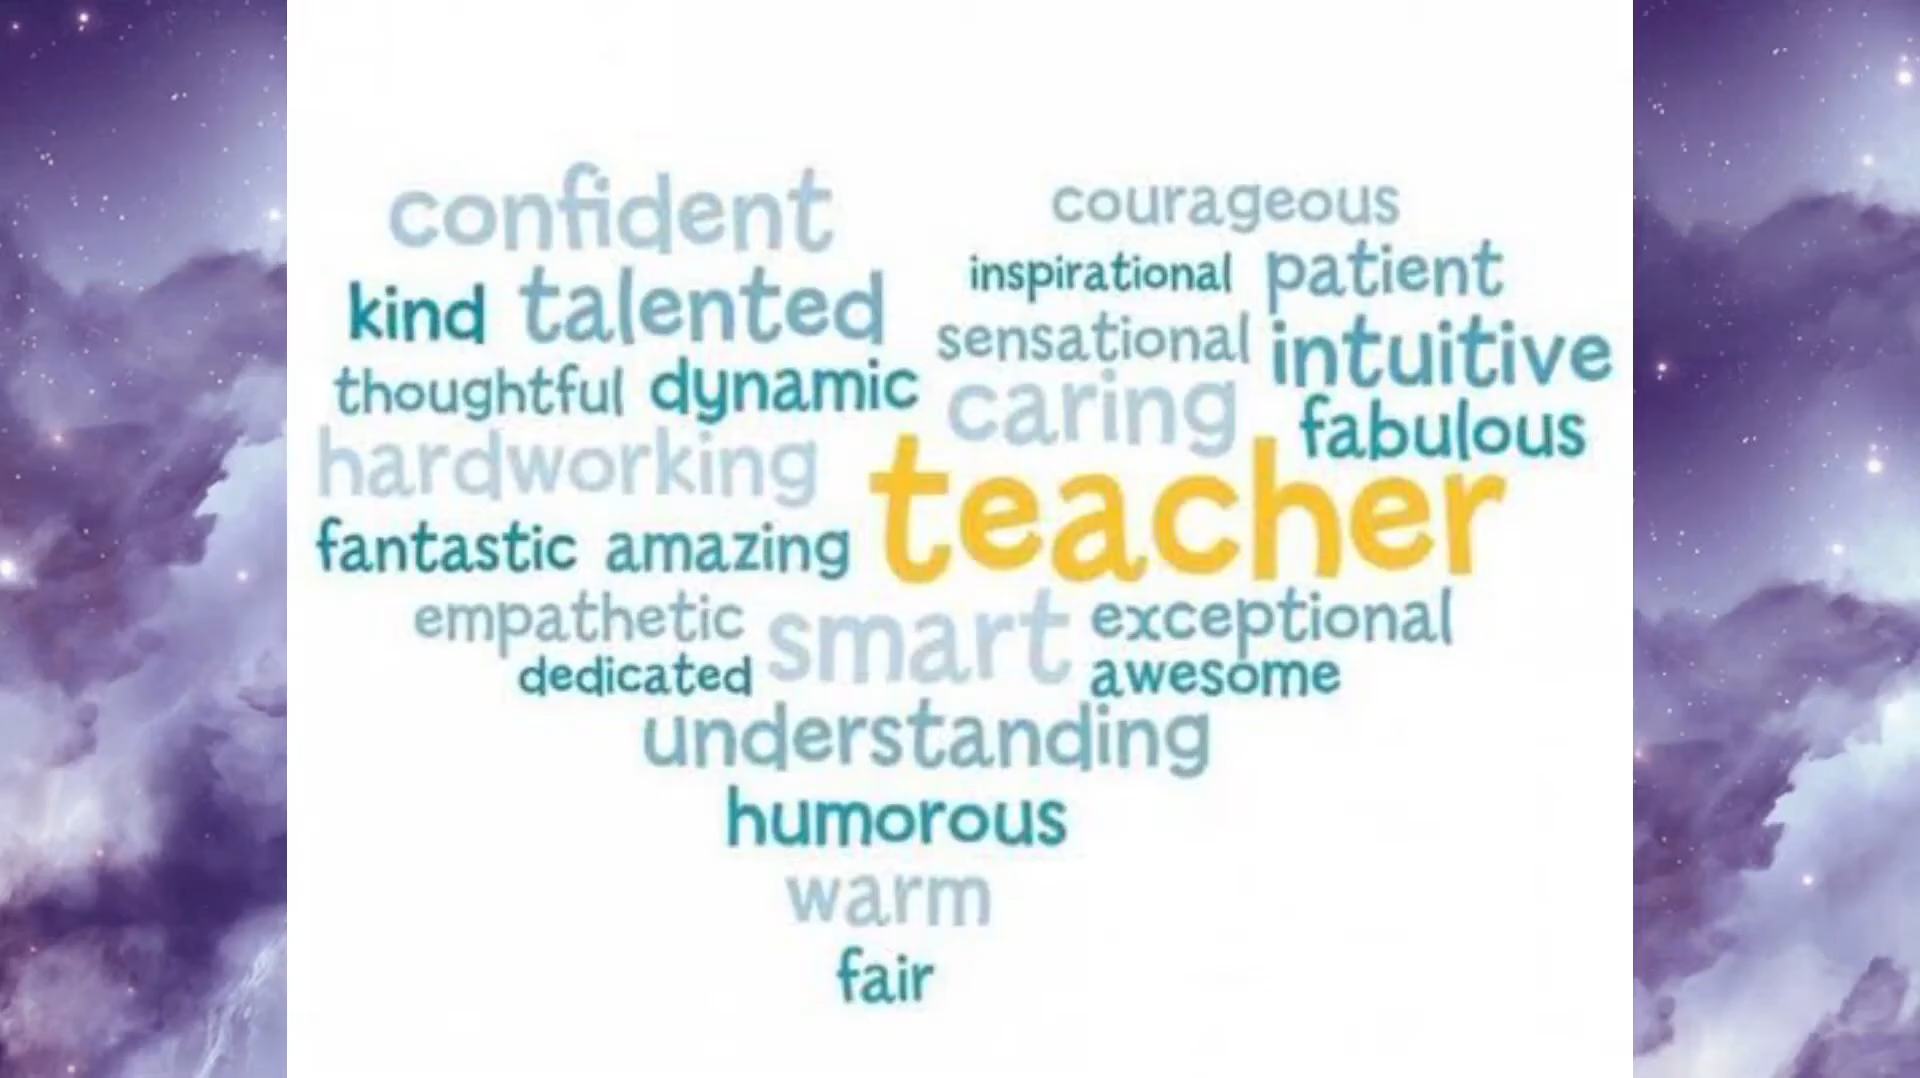 confident
courageous
kind talented
inspirational patient
thoughtful dynamic
sensational intuitive
hardworking
caring fabulous
fantastic amazing
teacher
empathetic smart exceptional
dedicated awesome
understanding
humorous
warm
fair